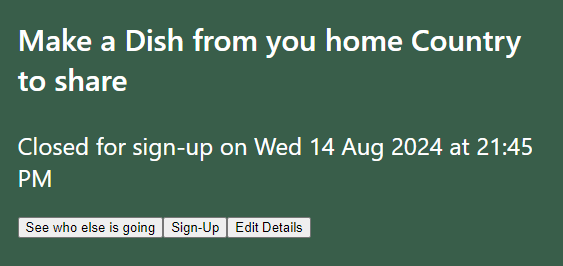 Make a Dish from you home Country
to share
Closed for sign-up on Wed 14 Aug 2024 at 21:45
PM
See who else is going Sign-Up Edit Details